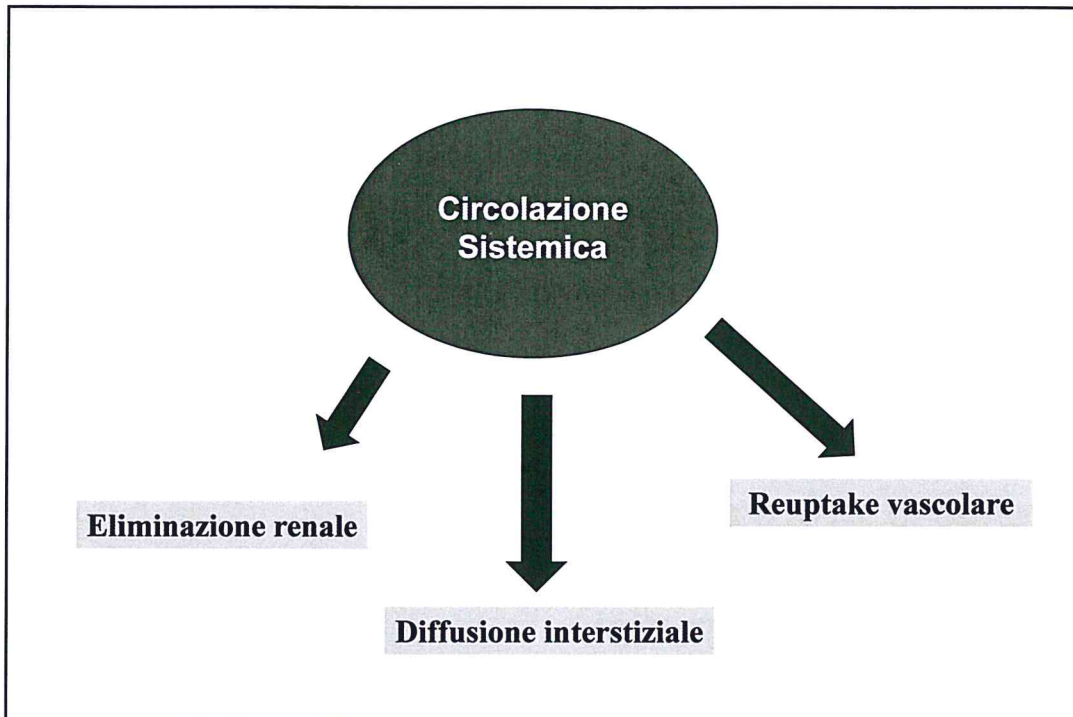 Circolazione
Sistemica
Eliminazione renale
Reuptake vascolare
Diffusione interstiziale